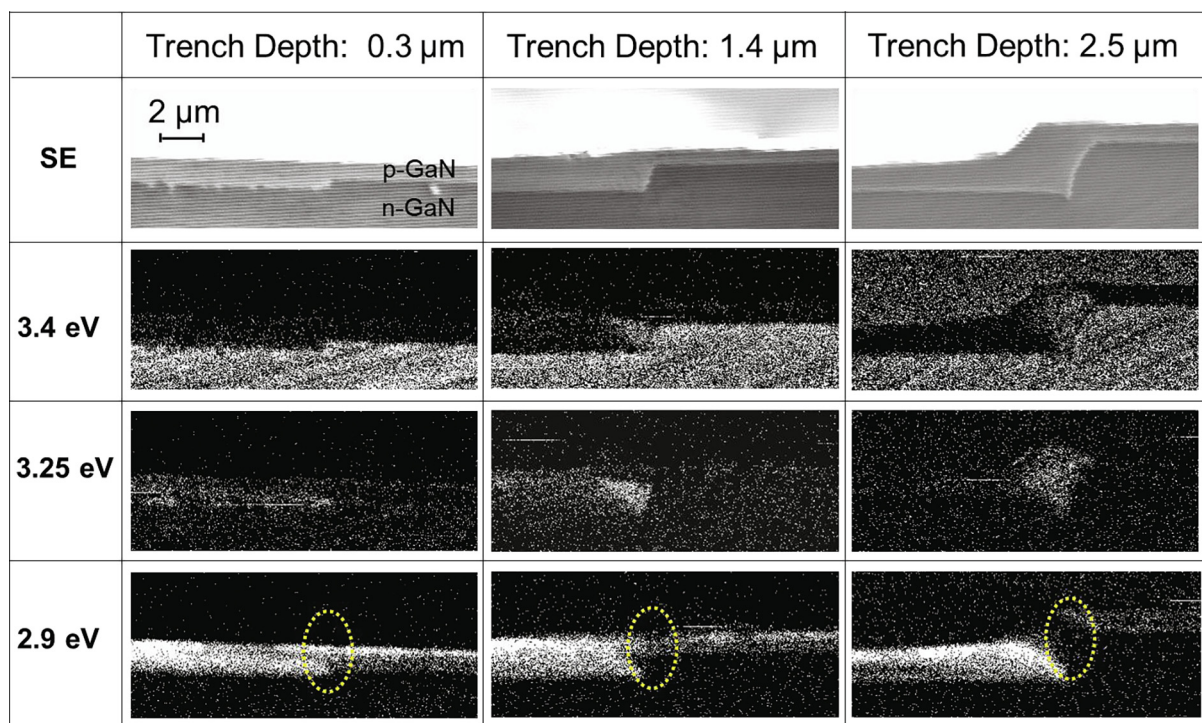 Trench Depth: 0.3 µm
Trench Depth: 1.4 µm
Trench Depth: 2.5 µm
SE
2 µm
p-GaN
n-GaN
3.4 eV
3.25 eV
2.9 eV